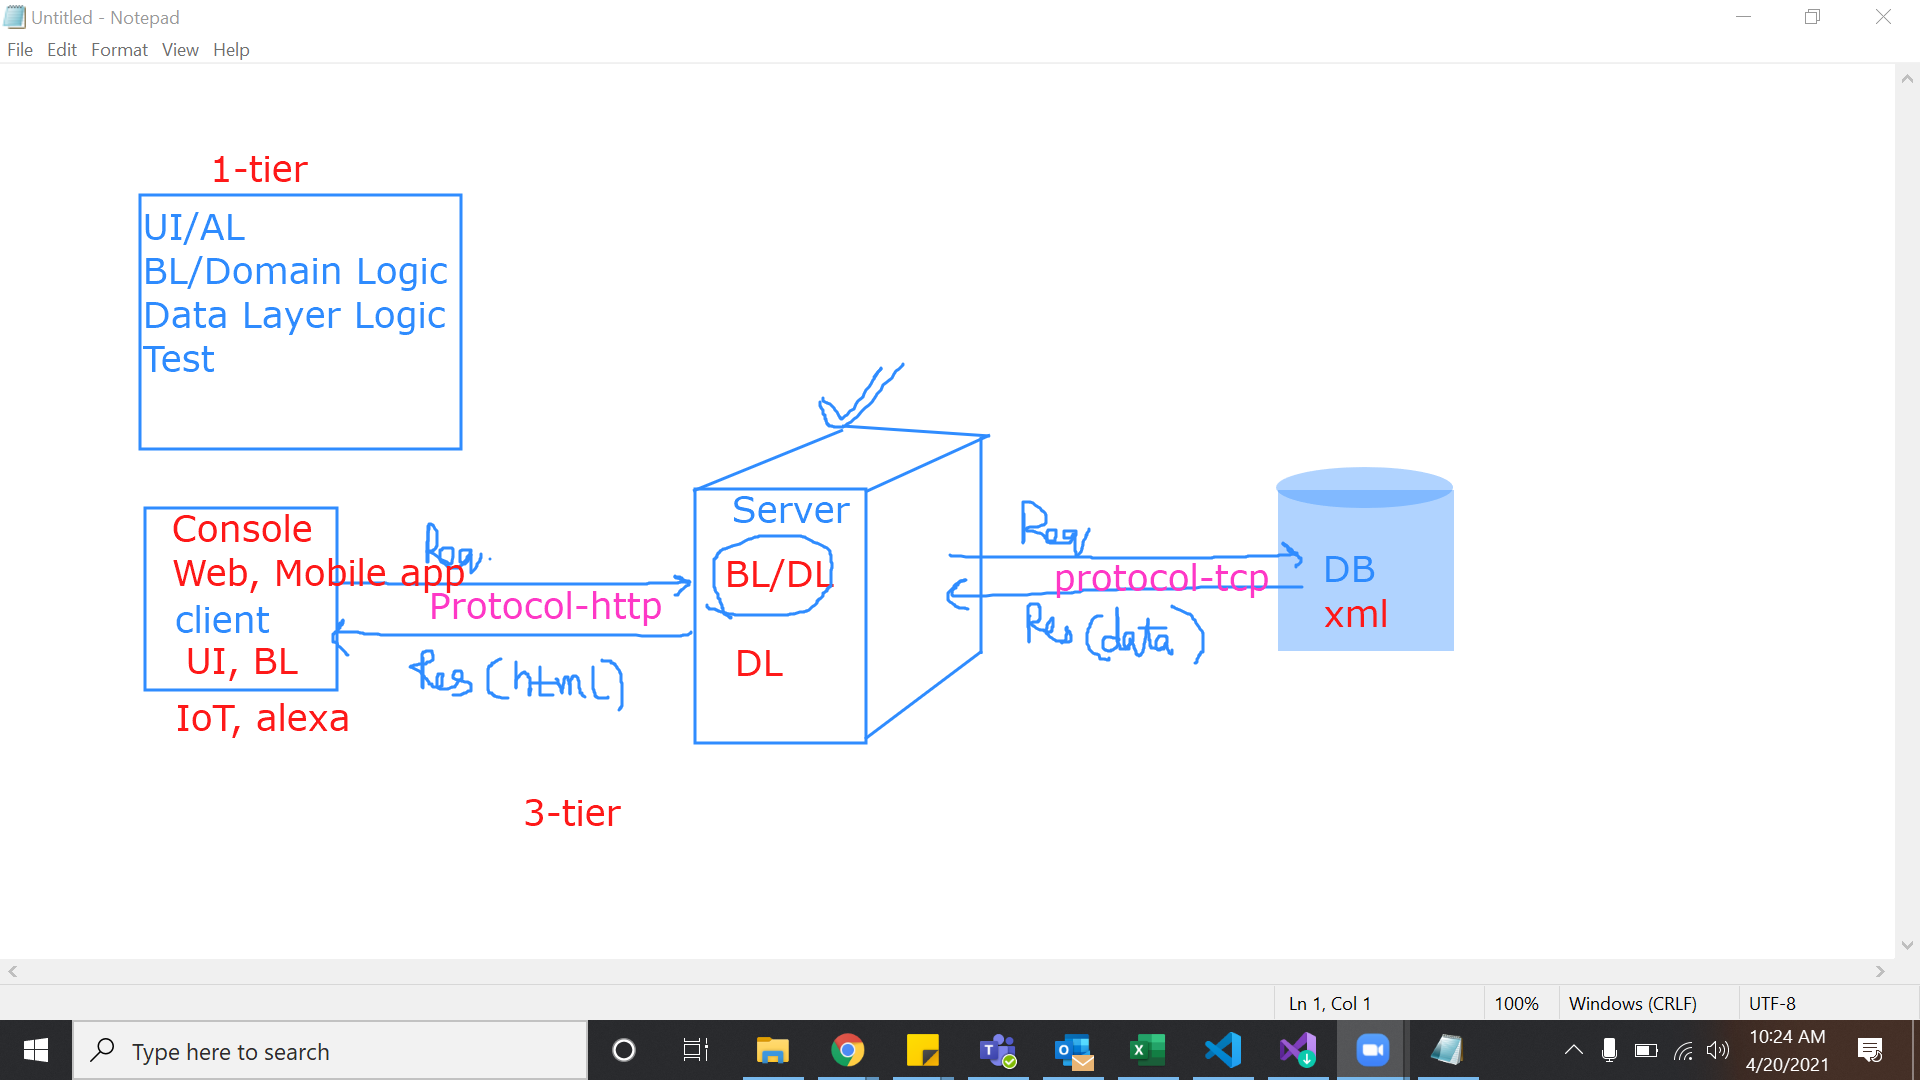 Untitled - Notepad
File Edit Format View Help
1-tier
UI/AL
BL/Domain Logic
Data Layer Logic
Test
Console
Web, Mobile app
client
UI, BL
IoT, alexa
Req.
Protocol-http
Res (html)
Server
BL/DL
DL
Req
protocol-tcp
Res (data)
DB
xml
3-tier
Ln 1, Col 1 100% Windows (CRLF) UTF-8
Type here to search
10:24 AM
4/20/2021